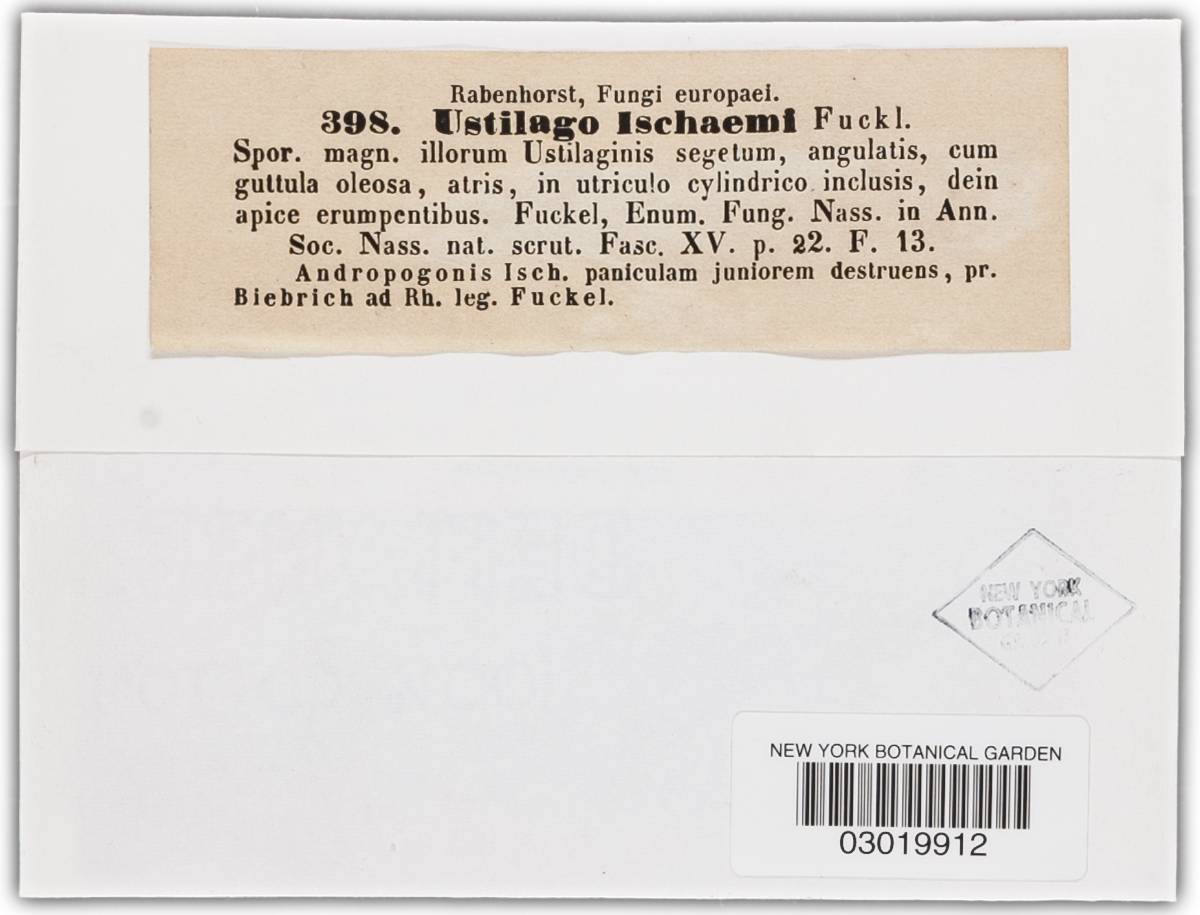 Rabenhorst, Fungi europaei.
398. Ustilago Ischaemi Fuckl.
Spor. magn. illorum Ustilaginis segetum, angulatis, cum
guttula oleosa, atris, in utriculo cylindrico inclusis, dein
apice erumpentibus. Fuckel, Enum. Fung. Nass. in Ann.
Soc. Nass. nat. scrut. Fasc. XV. p. 22. F. 13.
Andropogonis Isch. paniculam juniorem destruens, pr.
Biebrich ad Rh. leg. Fuckel.
NEW YORK
BOTANICAL
NEW YORK BOTANICAL GARDEN
03019912